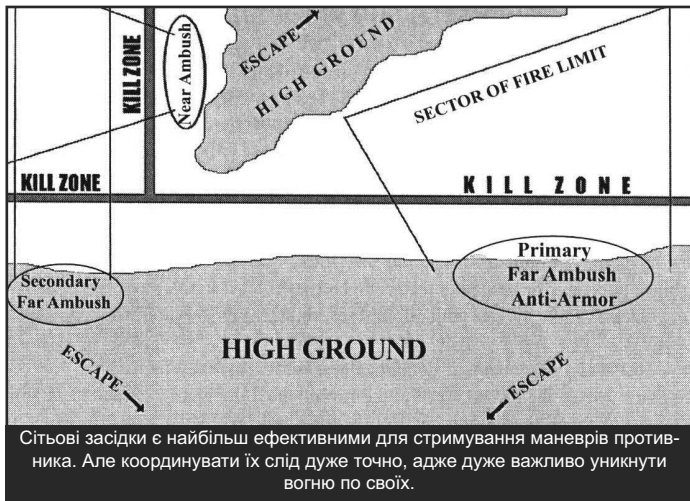 ESCAPE
HIGH GROUND
KILL ZONE
Near Ambush
SECTOR OF FIRE LIMIT
KILL ZONE
KILL ZONE
Secondary
Far Ambush
Primary
Far Ambush
Anti-Armor
HIGH GROUND
ESCAPE
ESCAPE
Сітьові засідки є найбільш ефективними для стримування маневрів против-
ника. Але координувати їх слід дуже точно, адже дуже важливо уникнути
вогню по своїх.